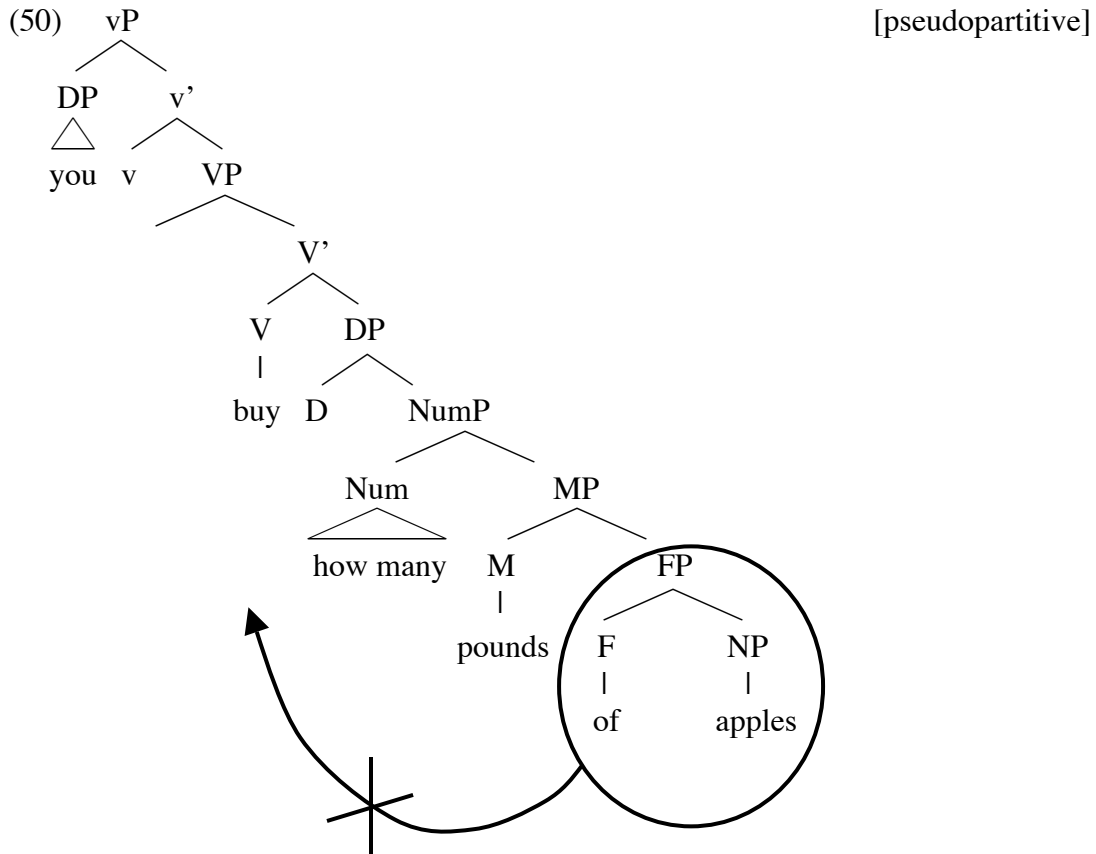 (50) vP [pseudopartitive]
DP v’
you v VP
V’
V DP
buy D NumP
Num MP
how many M FP
pounds F NP
of apples